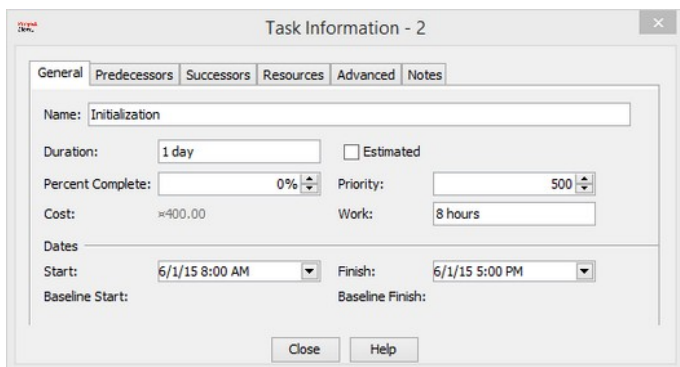 Task Information - 2
General Predecessors Successors Resources Advanced Notes
Name: Initialization
Duration: 1 day Estimated
Percent Complete: 0% Priority: 500
Cost: ¤400.00 Work: 8 hours
Dates
Start: 6/1/15 8:00 AM Finish: 6/1/15 5:00 PM
Baseline Start: Baseline Finish:
Close Help